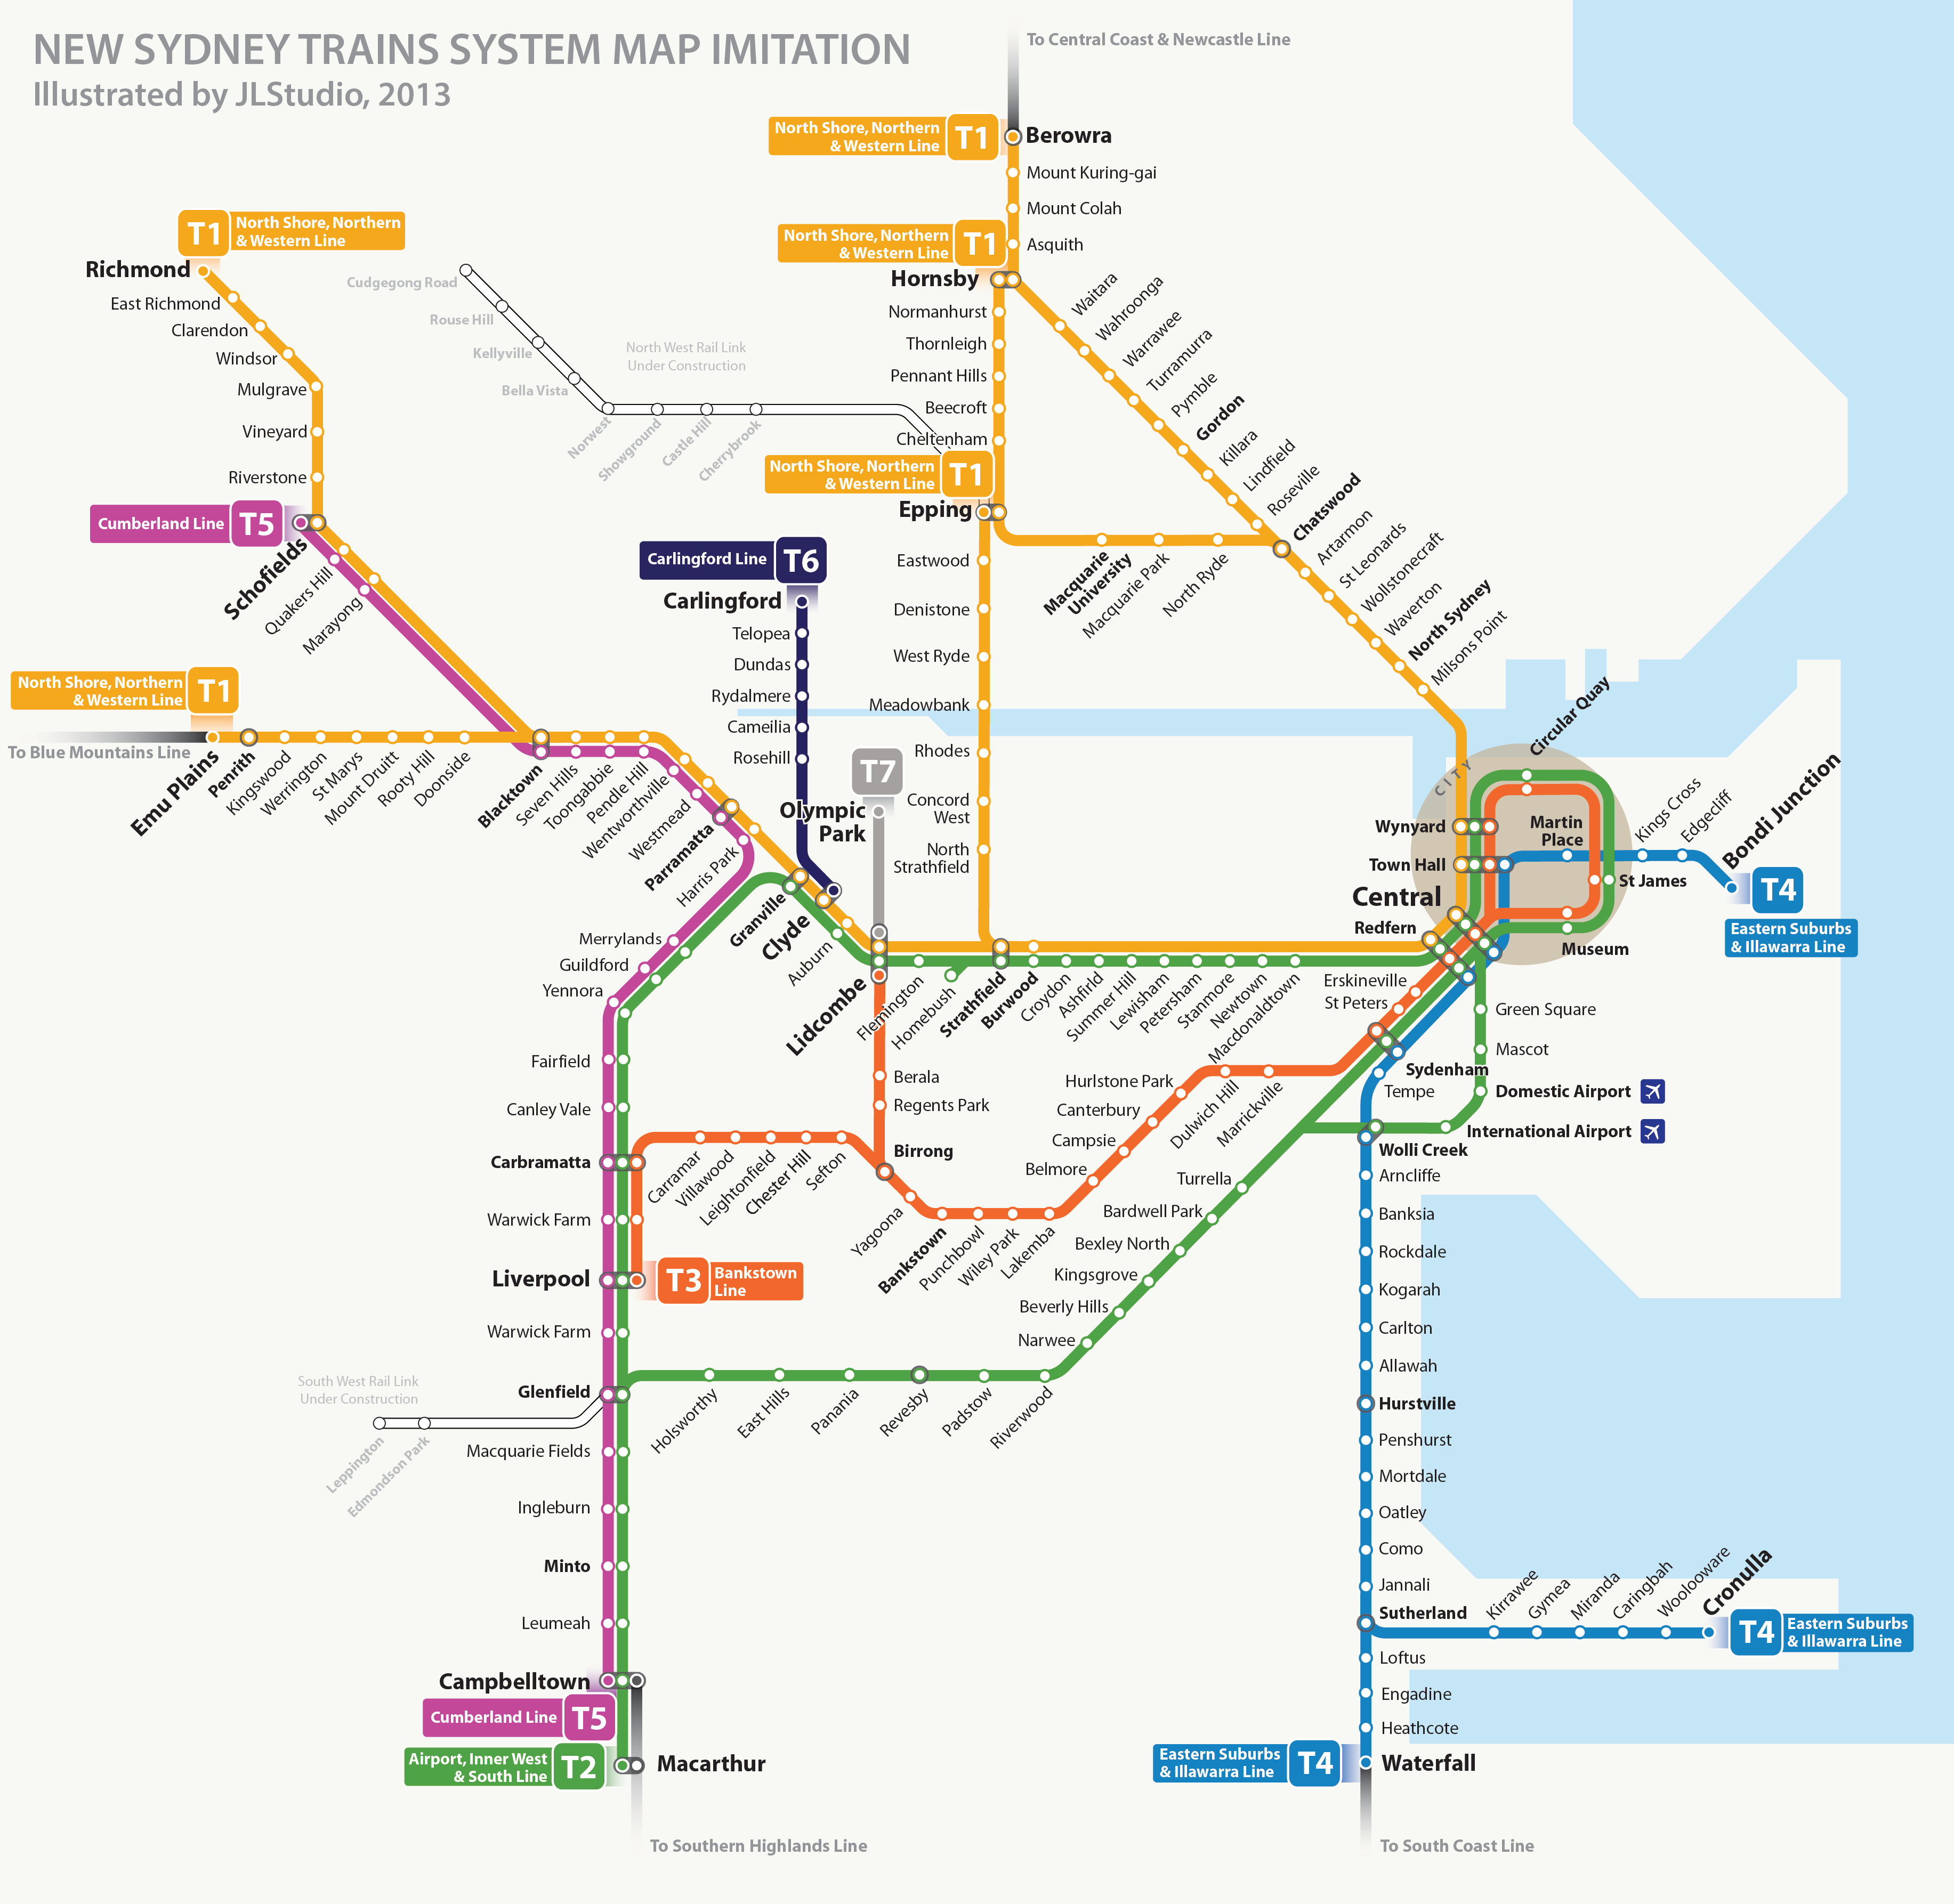 NEW SYDNEY TRAINS SYSTEM MAP IMITATION
Illustrated by JLStudio, 2013
To Central Coast & Newcastle Line
North Shore, Northern
& Western Line
T1
Berowra
Mount Kuring-gai
Mount Colah
Asquith
North Shore, Northern
& Western Line
T1
Hornsby
Normanhurst
Thornleigh
Pennant Hills
Beecroft
Cheltenham
North Shore, Northern
& Western Line
T1
Epping
Eastwood
Denistone
West Ryde
Meadowbank
Rhodes
Concord
West
North
Strathfield
Waitara
Wahroonga
Warrawee
Turramurra
Pymble
Gordon
Killara
Lindfield
Roseville
Chatswood
Artarmon
St Leonards
Wollstonecraft
Waverton
North Sydney
Milsons Point
Macquarie
University
Macquarie Park
North Ryde
T1
North Shore, Northern
& Western Line
Richmond
East Richmond
Clarendon
Windsor
Mulgrave
Vineyard
Riverstone
Cumberland Line
T5
Schofields
Quakers Hill
Marayong
Cudgegong Road
Rouse Hill
Kellyville
Bella Vista
Norwest
Showground
Castle Hill
Cherrybrook
North West Rail Link
Under Construction
North Shore, Northern
& Western Line
T1
To Blue Mountains Line
Emu Plains
Penrith
Kingswood
Werrington
St Marys
Mount Druitt
Rooty Hill
Doonside
Blacktown
Seven Hills
Toongabbie
Pendle Hill
Wentworthville
Westmead
Parramatta
Harris Park
Granville
Clyde
Auburn
Lidcombe
Carlingford Line
T6
Carlingford
Telopea
Dundas
Rydalmere
Cameilia
Rosehill
T7
Olympic
Park
Flemington
Homebush
Strathfield
Burwood
Croydon
Ashfirld
Summer Hill
Lewisham
Petersham
Stanmore
Newtown
Macdonaldtown
CITY
Circular Quay
Wynyard
Town Hall
Central
Redfern
Martin
Place
St James
Museum
Kings Cross
Edgecliff
Bondi Junction
T4
Eastern Suburbs
& Illawarra Line
Erskineville
St Peters
Sydenham
Tempe
Green Square
Mascot
Domestic Airport
International Airport
Wolli Creek
Arncliffe
Banksia
Rockdale
Kogarah
Carlton
Allawah
Hurstville
Penshurst
Mortdale
Oatley
Como
Jannali
Sutherland
Loftus
Engadine
Heathcote
Eastern Suburbs
& Illawarra Line
T4
Waterfall
To South Coast Line
Kirrawee
Gymea
Miranda
Caringbah
Woolooware
Cronulla
T4
Eastern Suburbs
& Illawarra Line
Merrylands
Guildford
Yennora
Fairfield
Canley Vale
Carbramatta
Warwick Farm
Liverpool
T3
Bankstown
Line
Warwick Farm
Glenfield
Macquarie Fields
Ingleburn
Minto
Leumeah
Campbelltown
Cumberland Line
T5
Airport, Inner West
& South Line
T2
Macarthur
To Southern Highlands Line
South West Rail Link
Under Construction
Leppington
Edmondson Park
Berala
Regents Park
Birrong
Carramar
Villawood
Leightonfield
Chester Hill
Sefton
Yagoona
Bankstown
Punchbowl
Wiley Park
Lakemba
Belmore
Campsie
Canterbury
Hurlstone Park
Dulwich Hill
Marrickville
Turrella
Bardwell Park
Bexley North
Kingsgrove
Beverly Hills
Narwee
Holsworthy
East Hills
Panania
Revesby
Padstow
Riverwood